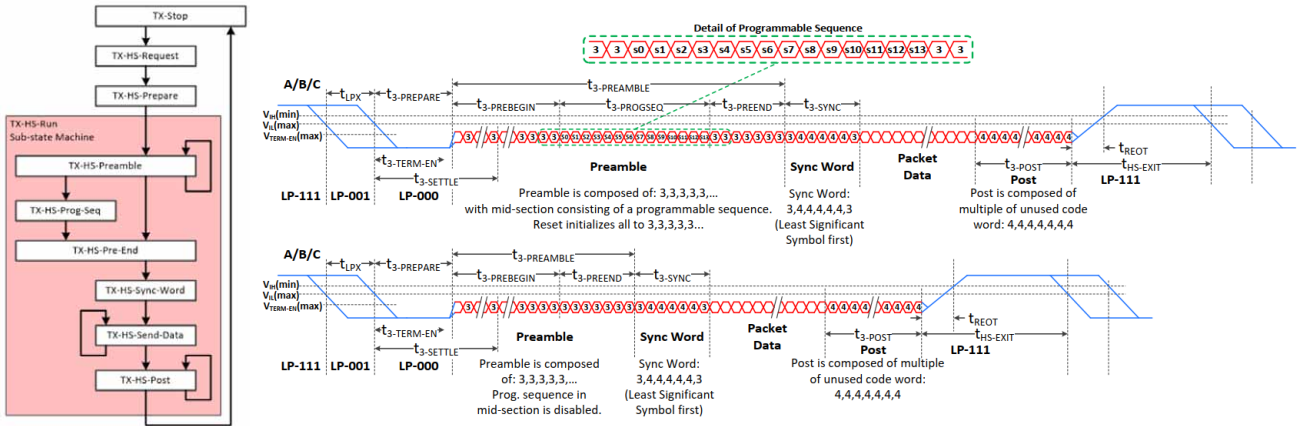 TX-Stop
TX-HS-Request
TX-HS-Prepare
TX-HS-Run
Sub-state Machine
TX-HS-Preamble
TX-HS-Prog-Seq
TX-HS-Pre-End
TX-HS-Sync-Word
TX-HS-Send-Data
TX-HS-Post
Detail of Programmable Sequence
3 3 s0 s1 s2 s3 s4 s5 s6 s7 s8 s9 s10 s11 s12 s13 3 3
A/B/C
t3-PREAMBLE
tLPX t3-PREPARE t3-PREBEGIN t3-PROGSEQ t3-PREEND t3-SYNC
VIH(min)
VIL(max)
VTERM-EN(max)
t3-TERM-EN
t3-SETTLE
Preamble
Sync Word
Packet
Data
t3-POST
Post
tREOT
tHS-EXIT
LP-111 LP-001 LP-000
LP-111
Preamble is composed of: 3,3,3,3,3,...
with mid-section consisting of a programmable sequence.
Reset initializes all to 3,3,3,3,3...
Sync Word:
3,4,4,4,4,4,3
(Least Significant
Symbol first)
Post is composed of
multiple of unused code
word: 4,4,4,4,4,4,4
A/B/C
t3-PREAMBLE
tLPX t3-PREPARE t3-PREBEGIN t3-PREEND t3-SYNC
VIH(min)
VIL(max)
VTERM-EN(max)
t3-TERM-EN
t3-SETTLE
Preamble
Sync Word
Packet
Data
t3-POST
Post
tREOT
tHS-EXIT
LP-111 LP-001 LP-000
LP-111
Preamble is composed
of: 3,3,3,3,3,...
Prog. sequence in
mid-section is disabled.
Sync Word:
3,4,4,4,4,4,3
(Least Significant
Symbol first)
Post is composed of multiple
of unused code word:
4,4,4,4,4,4,4